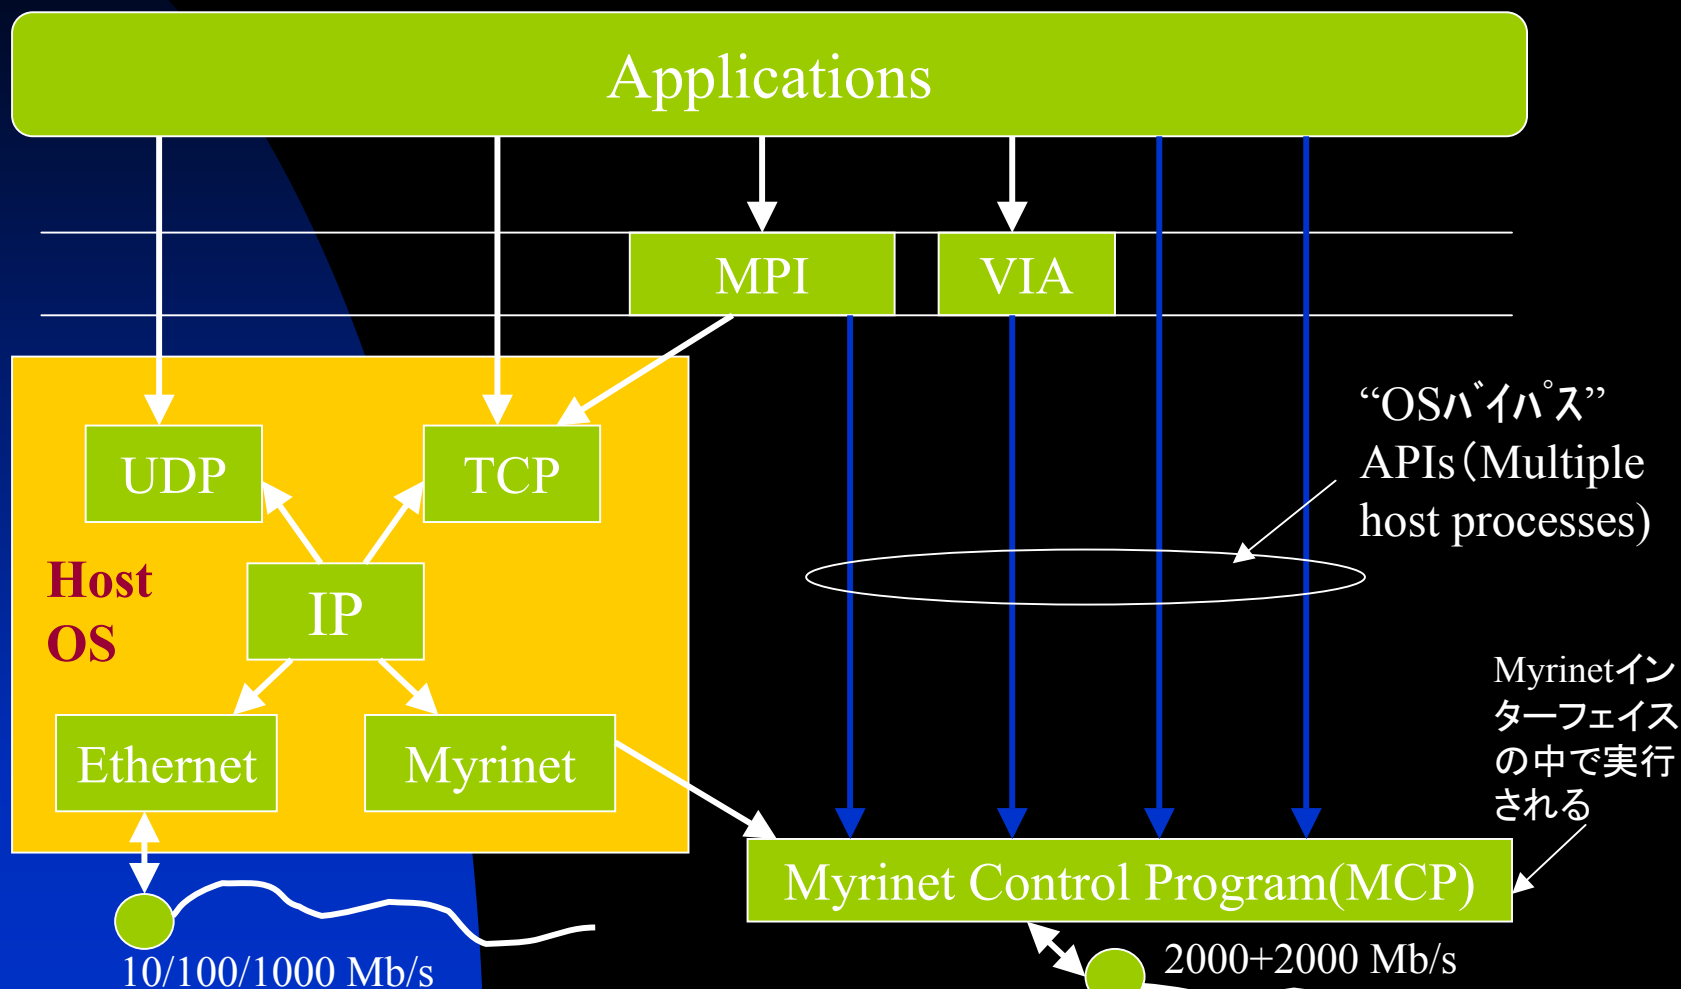 Applications
MPI
VIA
“OSバイパス”
APIs（Multiple
host processes)
UDP
TCP
Host
OS
IP
Ethernet
Myrinet
Myrinetイン
ターフェイス
の中で実行
される
Myrinet Control Program(MCP)
10/100/1000 Mb/s
2000+2000 Mb/s